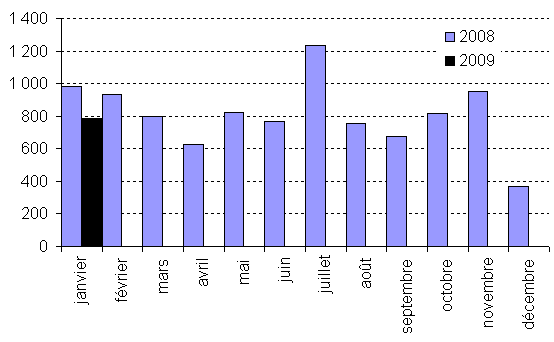 1 400
1 200
1 000
800
600
400
200
0
2008
2009
janvier
février
mars
avril
mai
juin
juillet
août
septembre
octobre
novembre
décembre